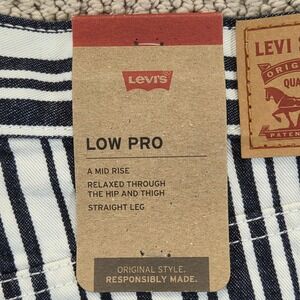 Levi's
LOW PRO
A MID RISE
RELAXED THROUGH
THE HIP AND THIGH
STRAIGHT LEG
ORIGINAL STYLE.
RESPONSIBLY MADE.
LEVI
ORIG
QUA
PATEN